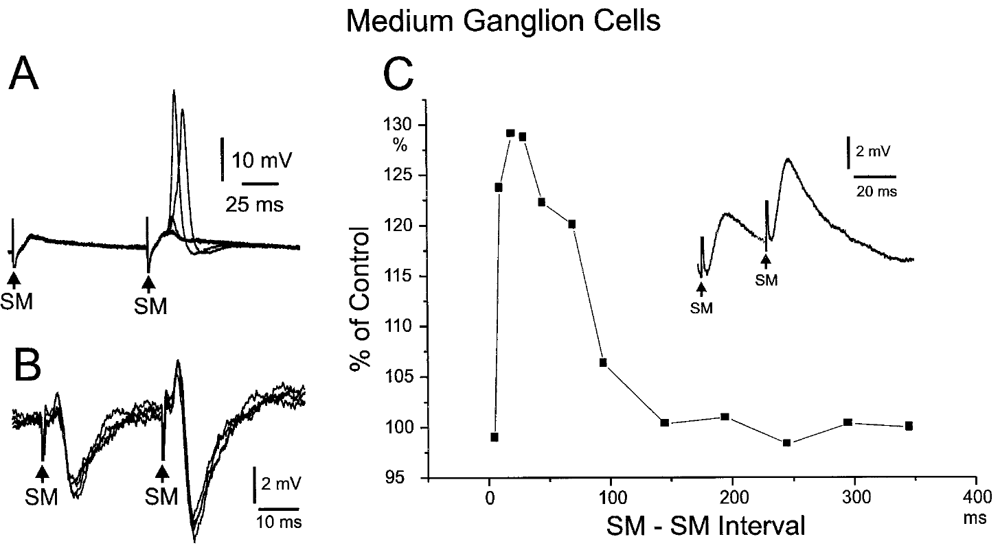 Medium Ganglion Cells
A
10 mV
25 ms
SM
SM
B
SM
SM
2 mV
10 ms
C
130
%
125
120
115
110
105
100
95
% of Control
2 mV
20 ms
SM
SM
0
100
200
300
400
ms
SM - SM Interval